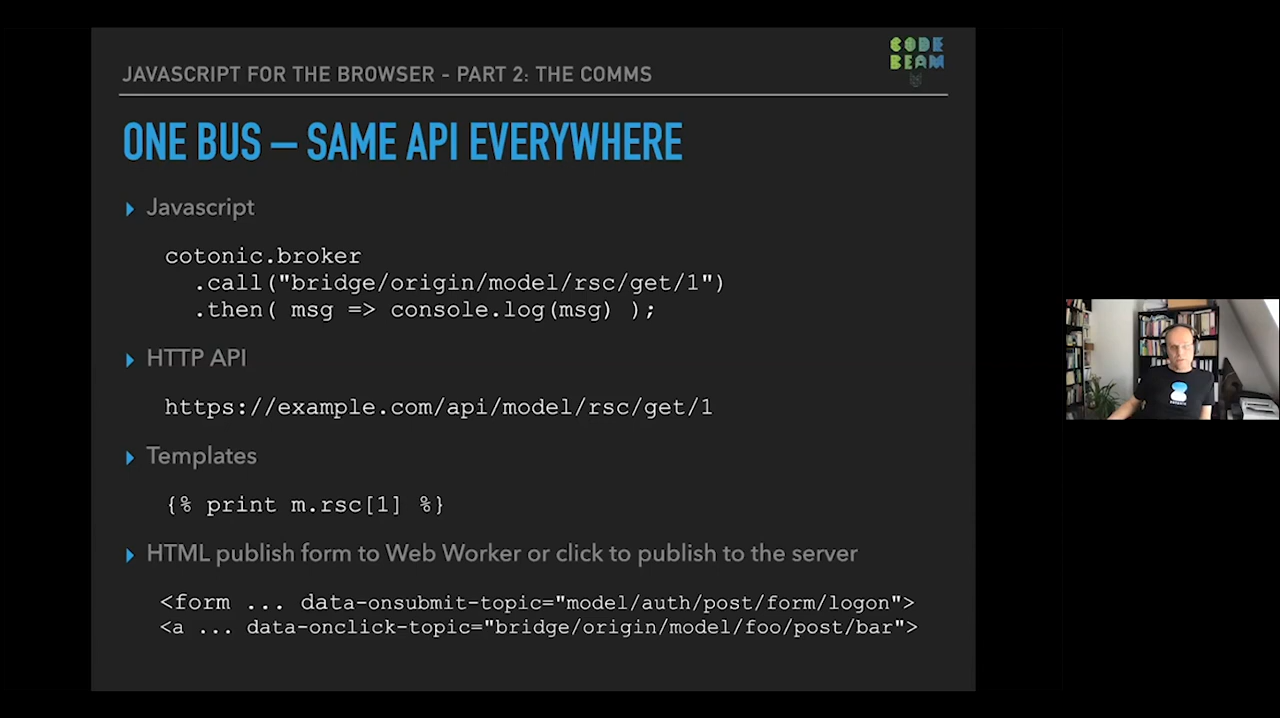 CODE
BEAM
JAVASCRIPT FOR THE BROWSER - PART 2: THE COMMS
ONE BUS – SAME API EVERYWHERE
Javascript
cotonic.broker
.call("bridge/origin/model/rsc/get/1")
.then( msg => console.log(msg) );
HTTP API
https://example.com/api/model/rsc/get/1
Templates
{% print m.rsc[1] %}
HTML publish form to Web Worker or click to publish to the server
<form ... data-onsubmit-topic="model/auth/post/form/logon">
<a ... data-onclick-topic="bridge/origin/model/foo/post/bar">